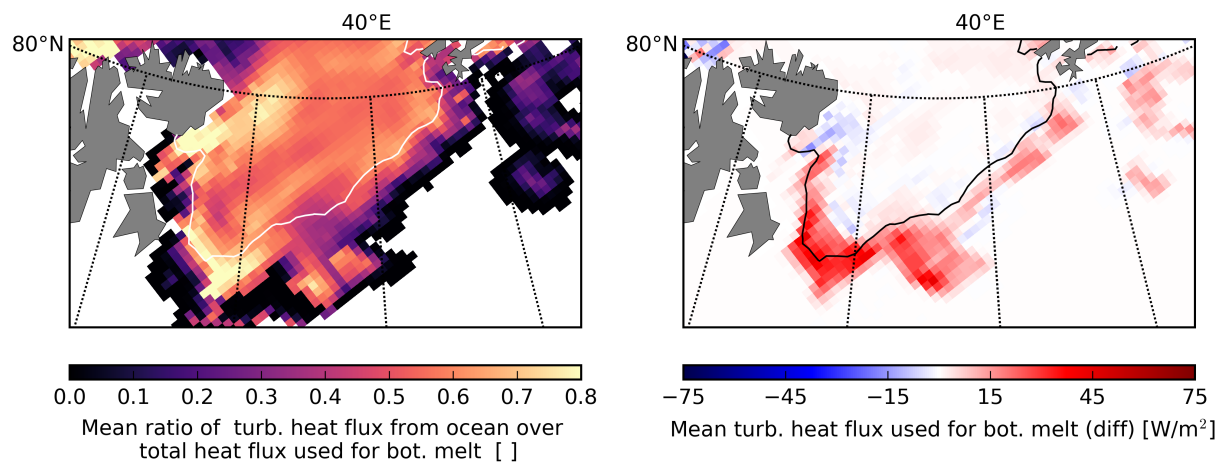 40°E
80°N
0.0 0.1 0.2 0.3 0.4 0.5 0.6 0.7 0.8
Mean ratio of turb. heat flux from ocean over
total heat flux used for bot. melt [ ]
40°E
80°N
−75 −45 −15 15 45 75
Mean turb. heat flux used for bot. melt (diff) [W/m²]